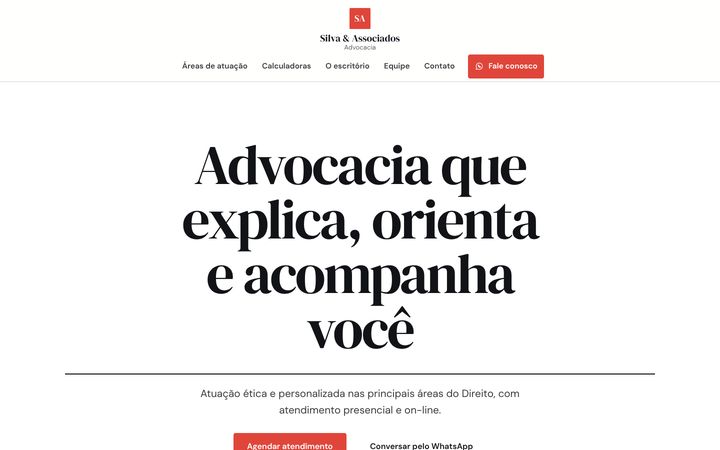 SA
Silva & Associados
Advocacia
Áreas de atuação
Calculadoras
O escritório
Equipe
Contato
Fale conosco
Advocacia que
explica, orienta
e acompanha
você
Atuação ética e personalizada nas principais áreas do Direito, com
atendimento presencial e on-line.
Agendar atendimento
Conversar pelo WhatsApp